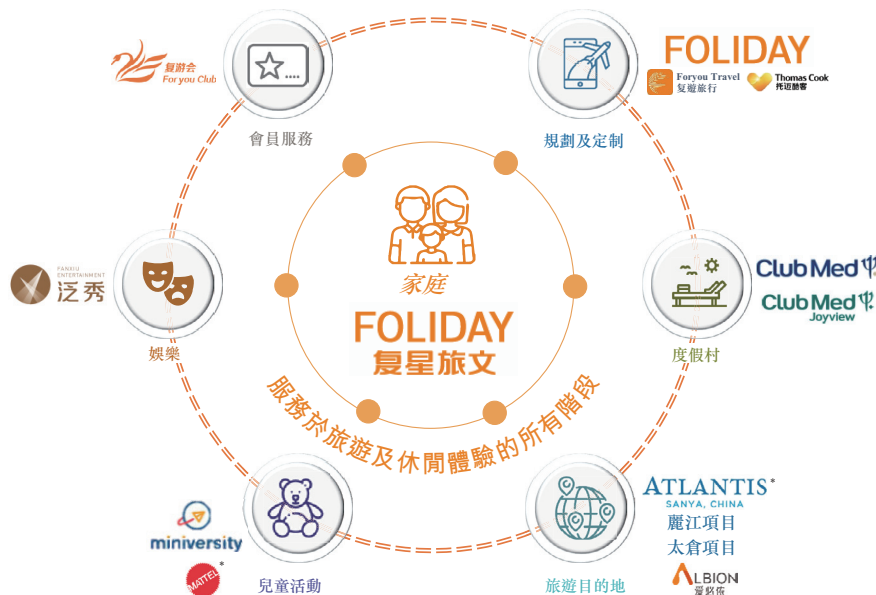 复游会
Foryou Club
會員服務
FOLIDAY
Foryou Travel
复遊旅行
Thomas Cook
托迈酷客
規劃及定制
FANXIU
ENTERTAINMENT
泛秀
娛樂
家庭
FOLIDAY
复星旅文
服務於旅遊及休閒體驗的所有階段
Club Med
Club Med
Joyview
度假村
miniversity
MATTEL*
兒童活動
ATLANTIS*
SANYA, CHINA
麗江項目
太倉項目
ALBION
旅遊目的地